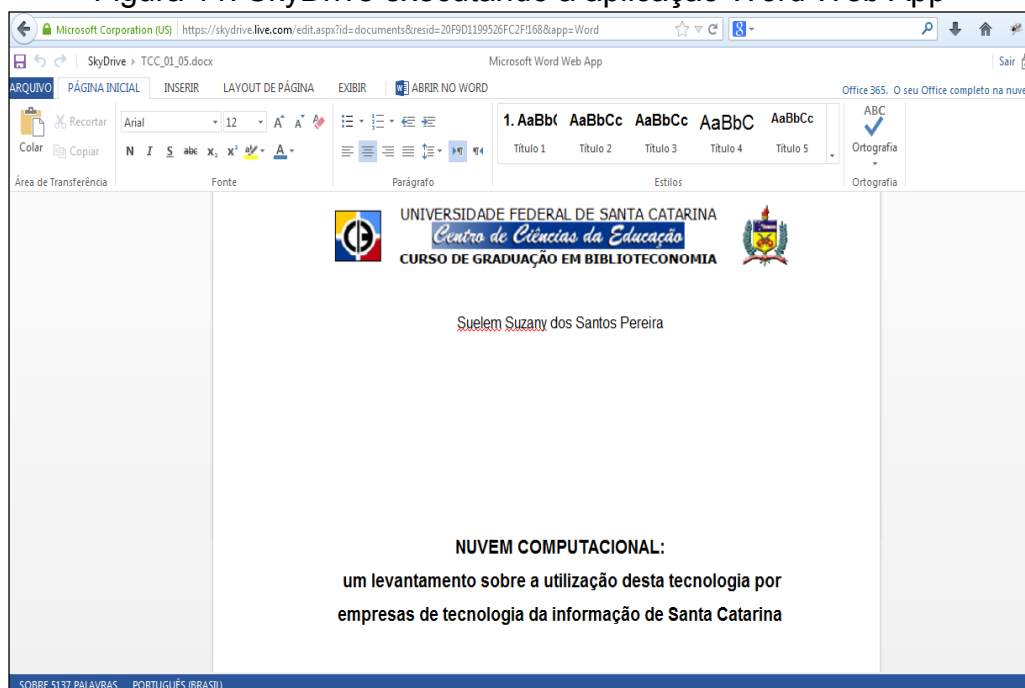 Figura 11: SkyDrive executando a aplicação Word Web App
Microsoft Corporation (US) https://skydrive.live.com/edit.aspx?id=documents&resid=20F9D1199526FC2F!168&app=Word 8
SkyDrive ▸ TCC_01_05.docx Microsoft Word Web App Sair
ARQUIVO PÁGINA INICIAL INSERIR LAYOUT DE PÁGINA EXIBIR ABRIR NO WORD Office 365. O seu Office completo na nuve
Colar Recortar Copiar Arial 12 A A 1. AaBb( AaBbCc AaBbCc AaBbC AaBbCc ABC
N I S abc x, x² ab A Título 1 Título 2 Título 3 Título 4 Título 5 Ortografia
Área de Transferência Fonte Parágrafo Estilos Ortografia
UNIVERSIDADE FEDERAL DE SANTA CATARINA
Centro de Ciências da Educação
CURSO DE GRADUAÇÃO EM BIBLIOTECONOMIA
Suelem Suzany dos Santos Pereira
NUVEM COMPUTACIONAL:
um levantamento sobre a utilização desta tecnologia por
empresas de tecnologia da informação de Santa Catarina
SOBRE 5137 PALAVRAS PORTUGUÊS (BRASIL)